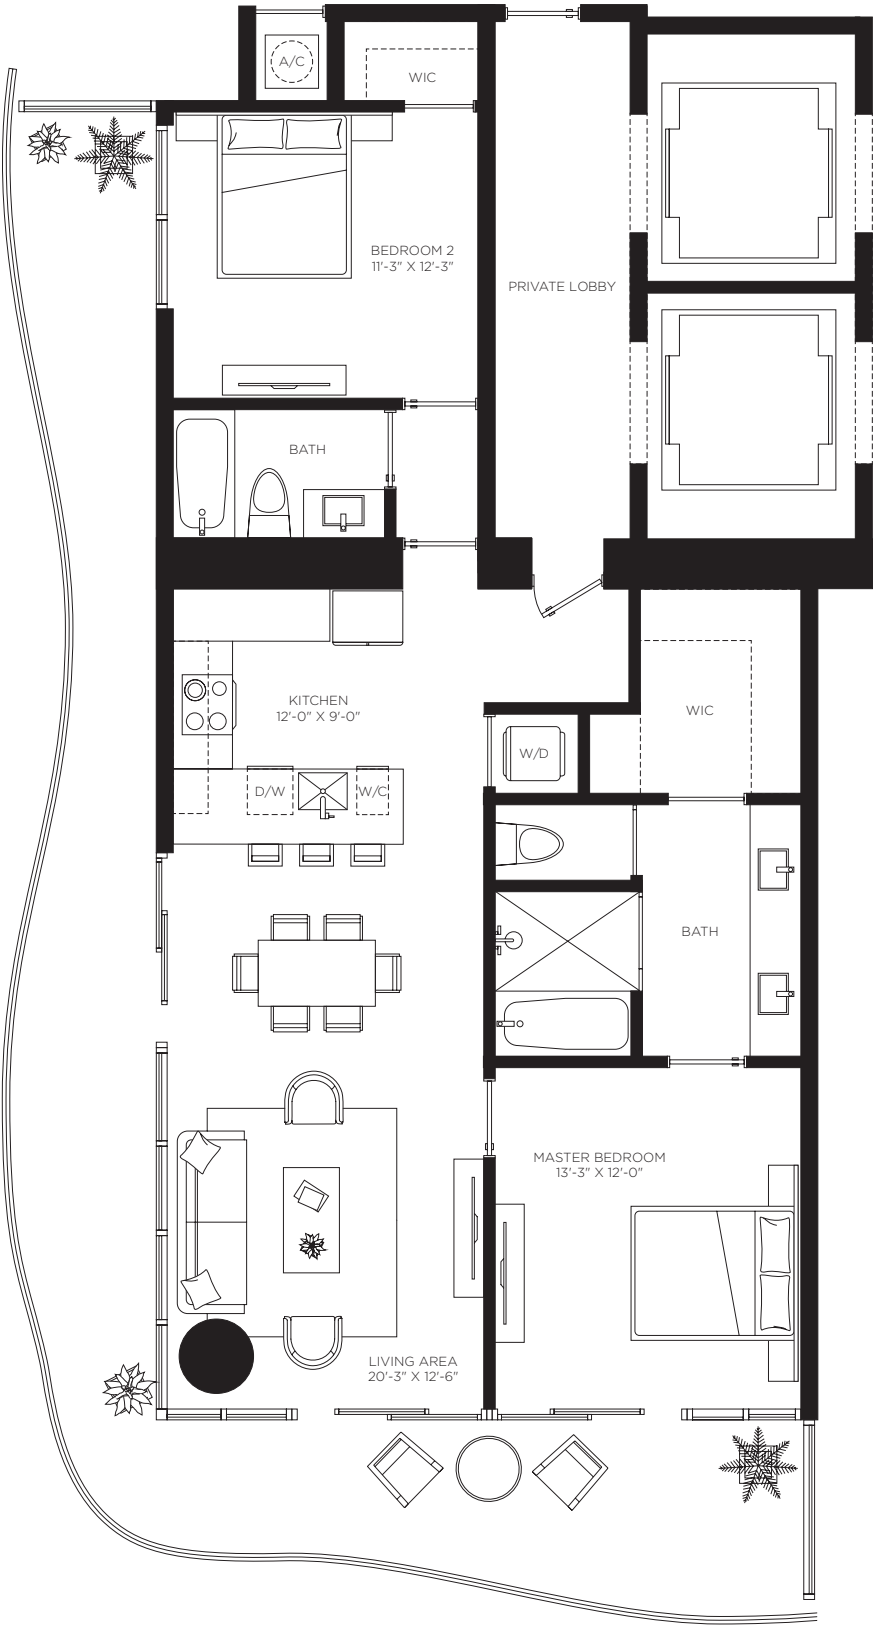 A/C
WIC
BEDROOM 2
11'-3" X 12'-3"
PRIVATE LOBBY
BATH
KITCHEN
12'-0" X 9'-0"
WIC
W/D
D/W
W/C
BATH
MASTER BEDROOM
13'-3" X 12'-0"
LIVING AREA
20'-3" X 12'-6"